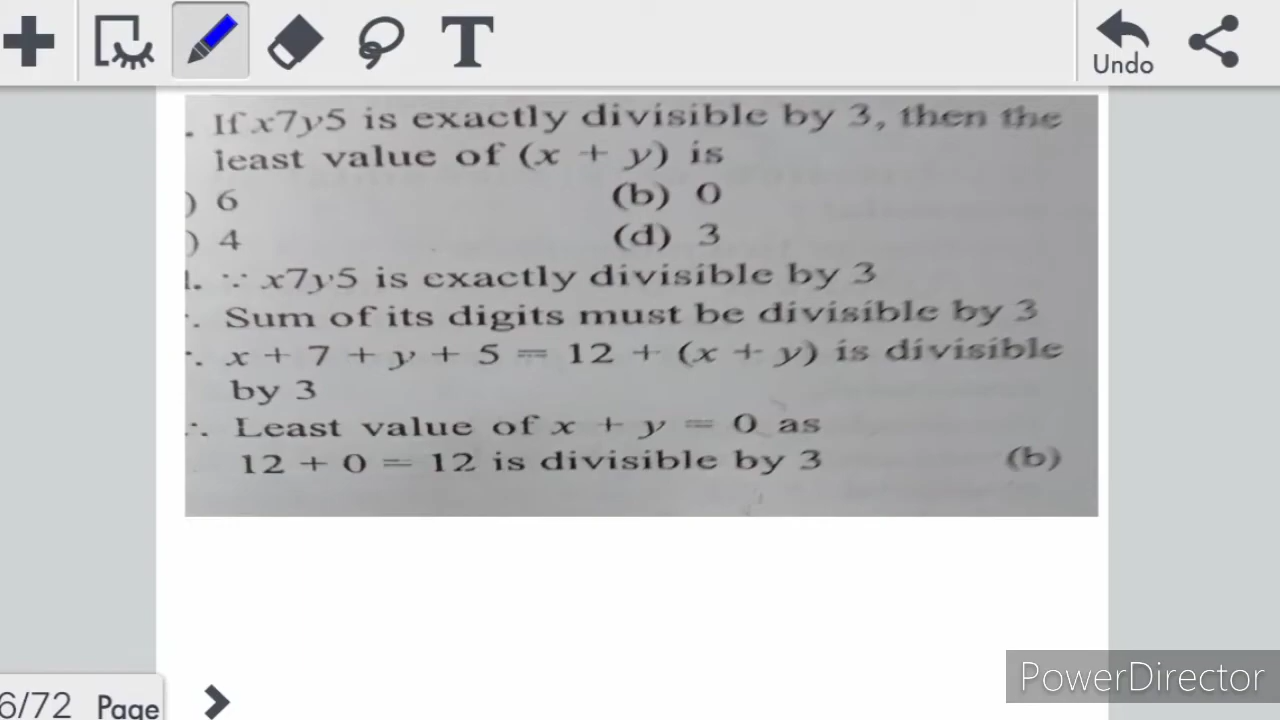 T
Undo
. If x7y5 is exactly divisible by 3, then the
least value of (x + y) is
) 6 (b) 0
) 4 (d) 3
l. ∵ x7y5 is exactly divisible by 3
∴ Sum of its digits must be divisible by 3
∴ x + 7 + y + 5 = 12 + (x + y) is divisible
by 3
∴ Least value of x + y = 0 as
12 + 0 = 12 is divisible by 3 (b)
PowerDirector
6/72 Page